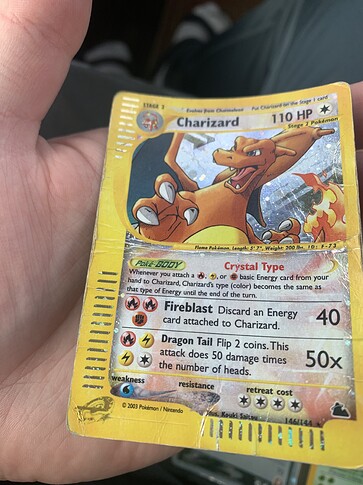 STAGE 2
Evolves from Charmeleon Put Charizard on the Stage 1 card
Charizard 110 HP
Stage 2 Pokémon
Flame Pokémon. Length: 5' 7", Weight: 200 lbs.
Poké-BODY Crystal Type
Whenever you attach a , , or basic Energy card from your
hand to Charizard, Charizard's type (color) becomes the same as
that type of Energy until the end of the turn.
Fireblast Discard an Energy
card attached to Charizard. 40
Dragon Tail Flip 2 coins. This
attack does 50 damage times
the number of heads. 50x
weakness resistance retreat cost
© 2003 Pokémon / Nintendo
Illus. Kouki Saitou 146/144